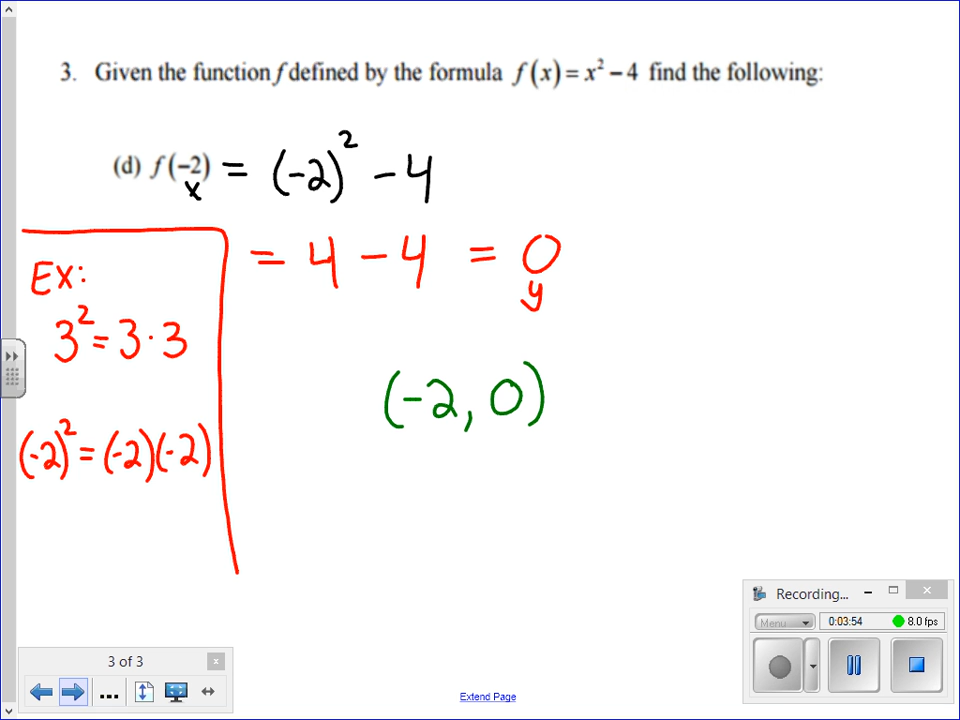 3. Given the function f defined by the formula f(x) = x² − 4 find the following:
(d) f(−2) = (-2)² - 4
x
= 4 - 4 = 0
y
Ex:
3² = 3 · 3
(-2, 0)
(-2)² = (-2)(-2)
Recording...
Menu
0:03:54
8.0 fps
3 of 3
...
Extend Page